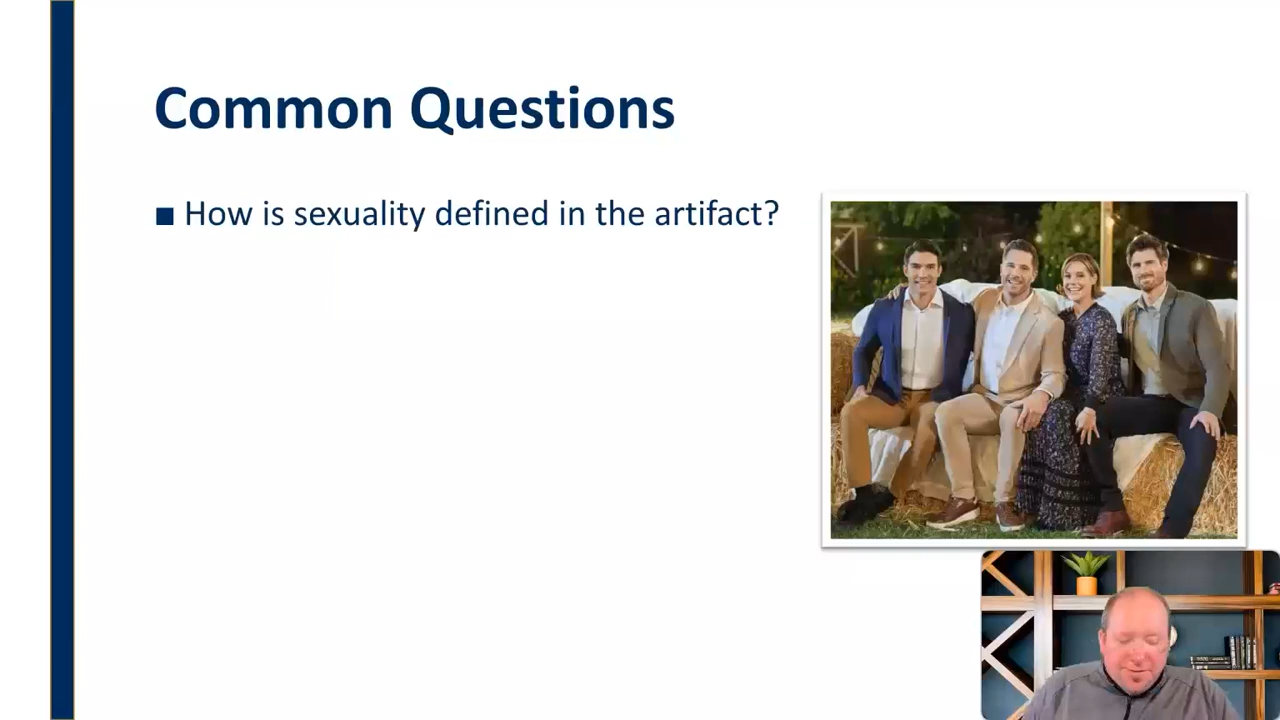 Common Questions
■ How is sexuality defined in the artifact?